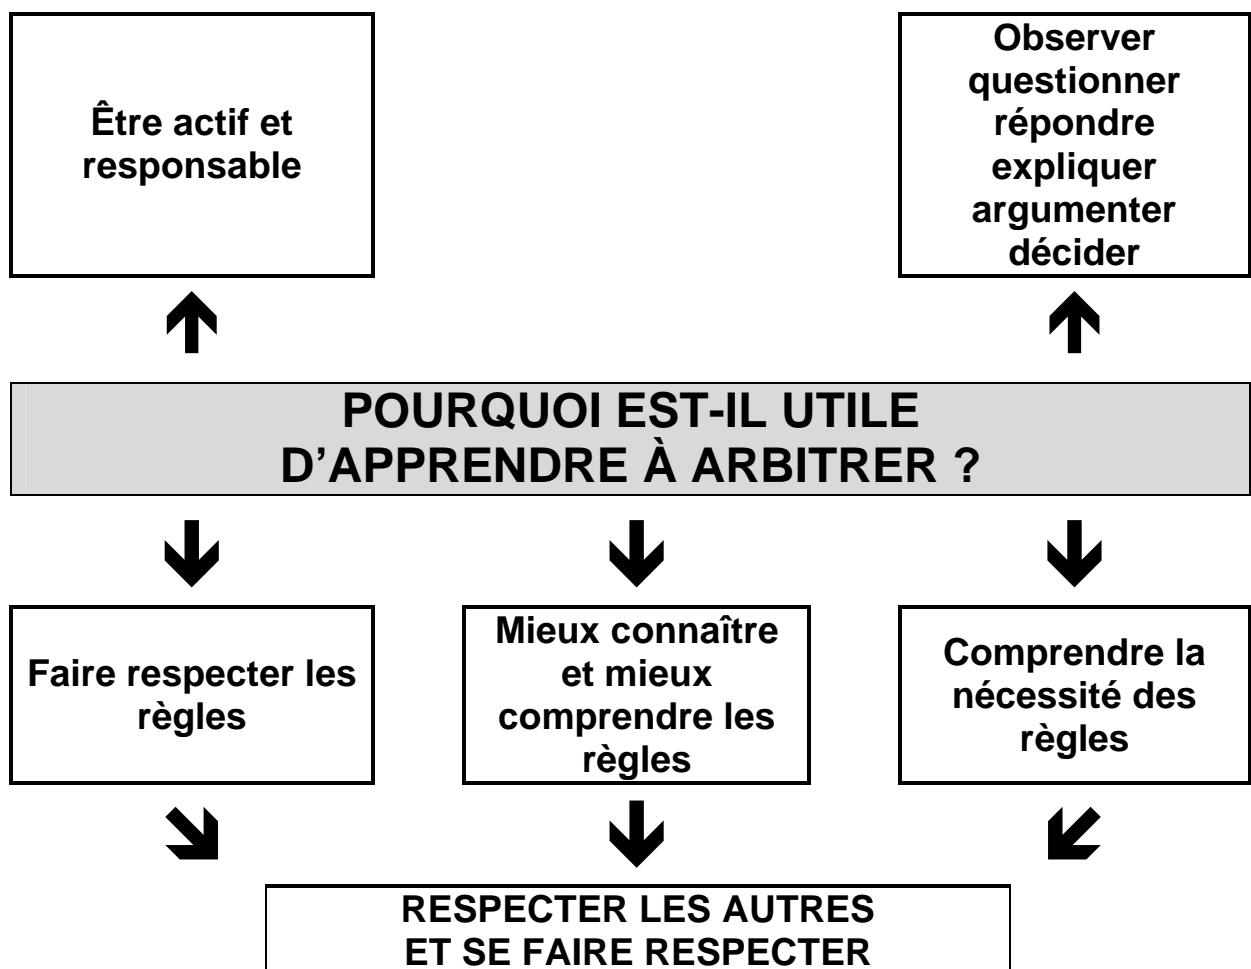 Être actif et
responsable
Observer
questionner
répondre
expliquer
argumenter
décider
POURQUOI EST-IL UTILE
D’APPRENDRE À ARBITRER ?
Faire respecter les
règles
Mieux connaître
et mieux
comprendre les
règles
Comprendre la
nécessité des
règles
RESPECTER LES AUTRES
ET SE FAIRE RESPECTER